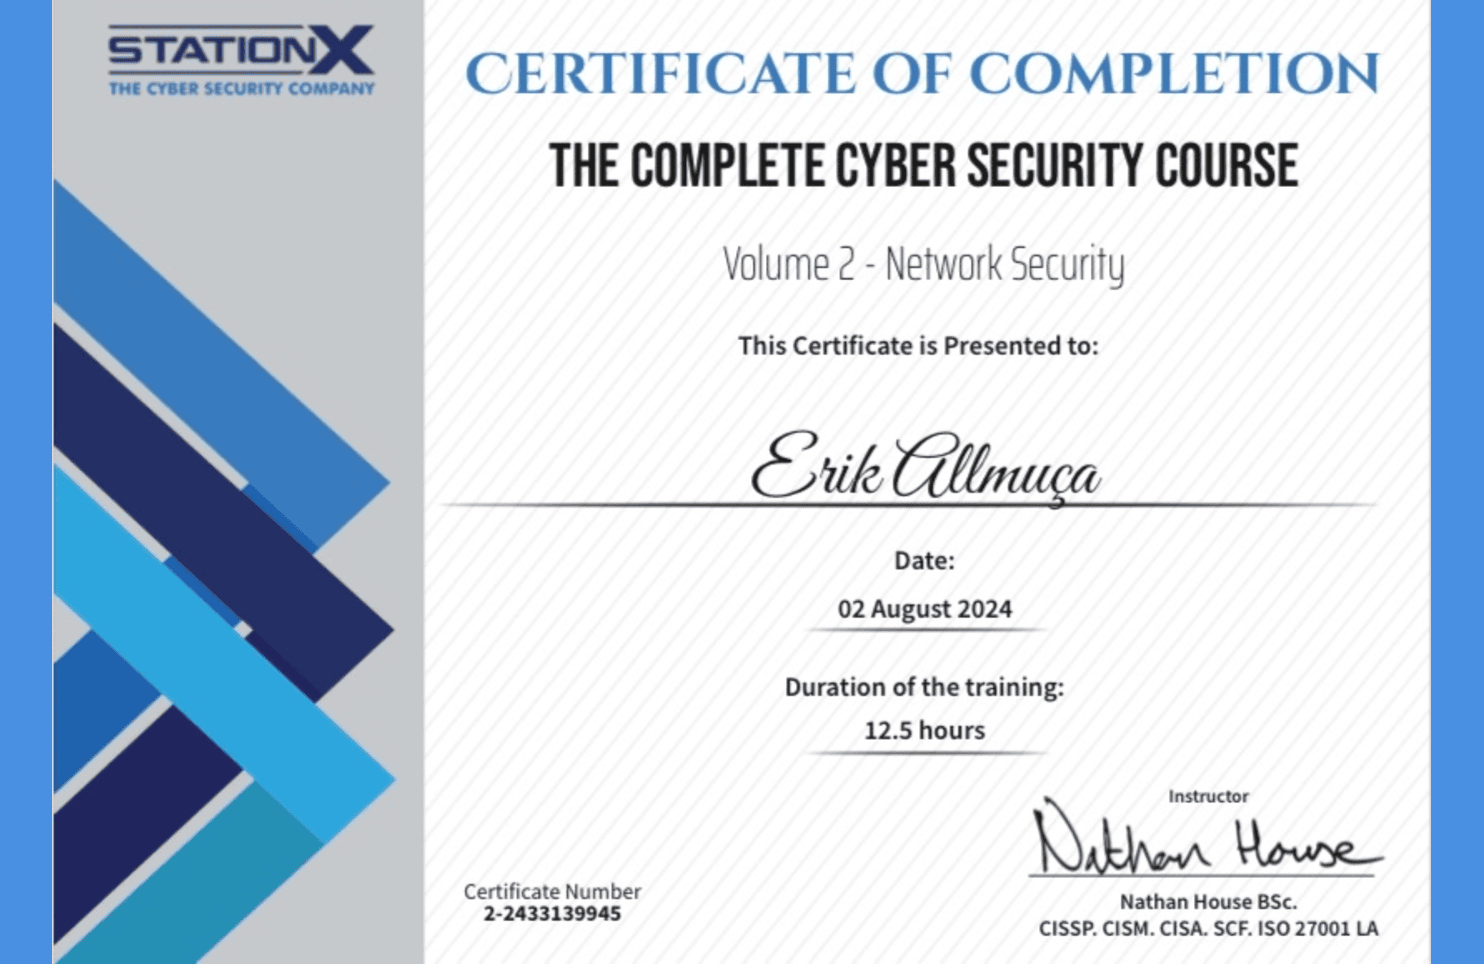 STATIONX
THE CYBER SECURITY COMPANY
CERTIFICATE OF COMPLETION
THE COMPLETE CYBER SECURITY COURSE
Volume 2 - Network Security
This Certificate is Presented to:
Erik Allmuça
Date:
02 August 2024
Duration of the training:
12.5 hours
Instructor
Nathan House
Nathan House BSc.
CISSP. CISM. CISA. SCF. ISO 27001 LA
Certificate Number
2-2433139945